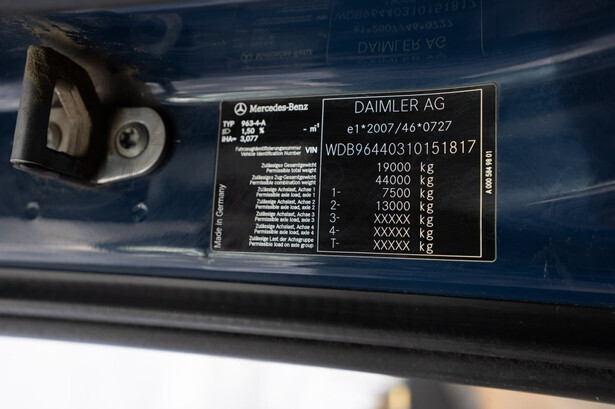 Mercedes-Benz
TYP 963-4-A
1,50 % - m⁻¹
IHA= 3,077
Fahrzeugidentifizierungsnummer
Vehicle Identification Number VIN
Zulässiges Gesamtgewicht
Permissible total weight
Zulässiges Zug-Gesamtgewicht
Permissible combination weight
Zulässige Achslast, Achse 1
Permissible axle load, axle 1
Zulässige Achslast, Achse 2
Permissible axle load, axle 2
Zulässige Achslast, Achse 3
Permissible axle load, axle 3
Zulässige Achslast, Achse 4
Permissible axle load, axle 4
Zulässige Last der Achsgruppe
Permissible load on axle group
Made in Germany
DAIMLER AG
e1*2007/46*0727
WDB96440310151817
19000 kg
44000 kg
1- 7500 kg
2- 13000 kg
3- XXXXX kg
4- XXXXX kg
T- XXXXX kg
A 000 584 98 01